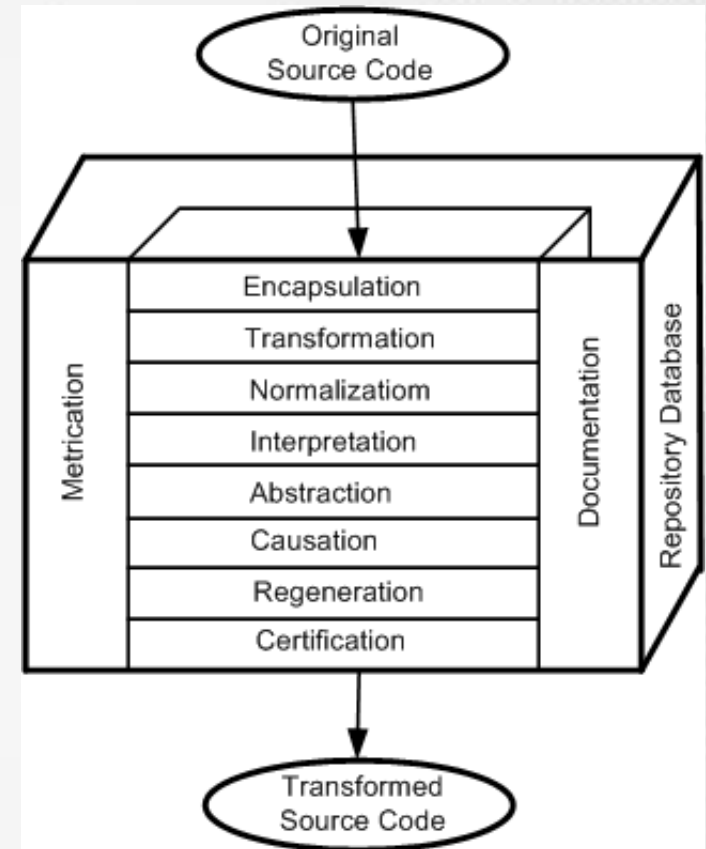 Original
Source Code
Encapsulation
Transformation
Normalizatiom
Interpretation
Abstraction
Causation
Regeneration
Certification
Metrication
Documentation
Repository Database
Transformed
Source Code